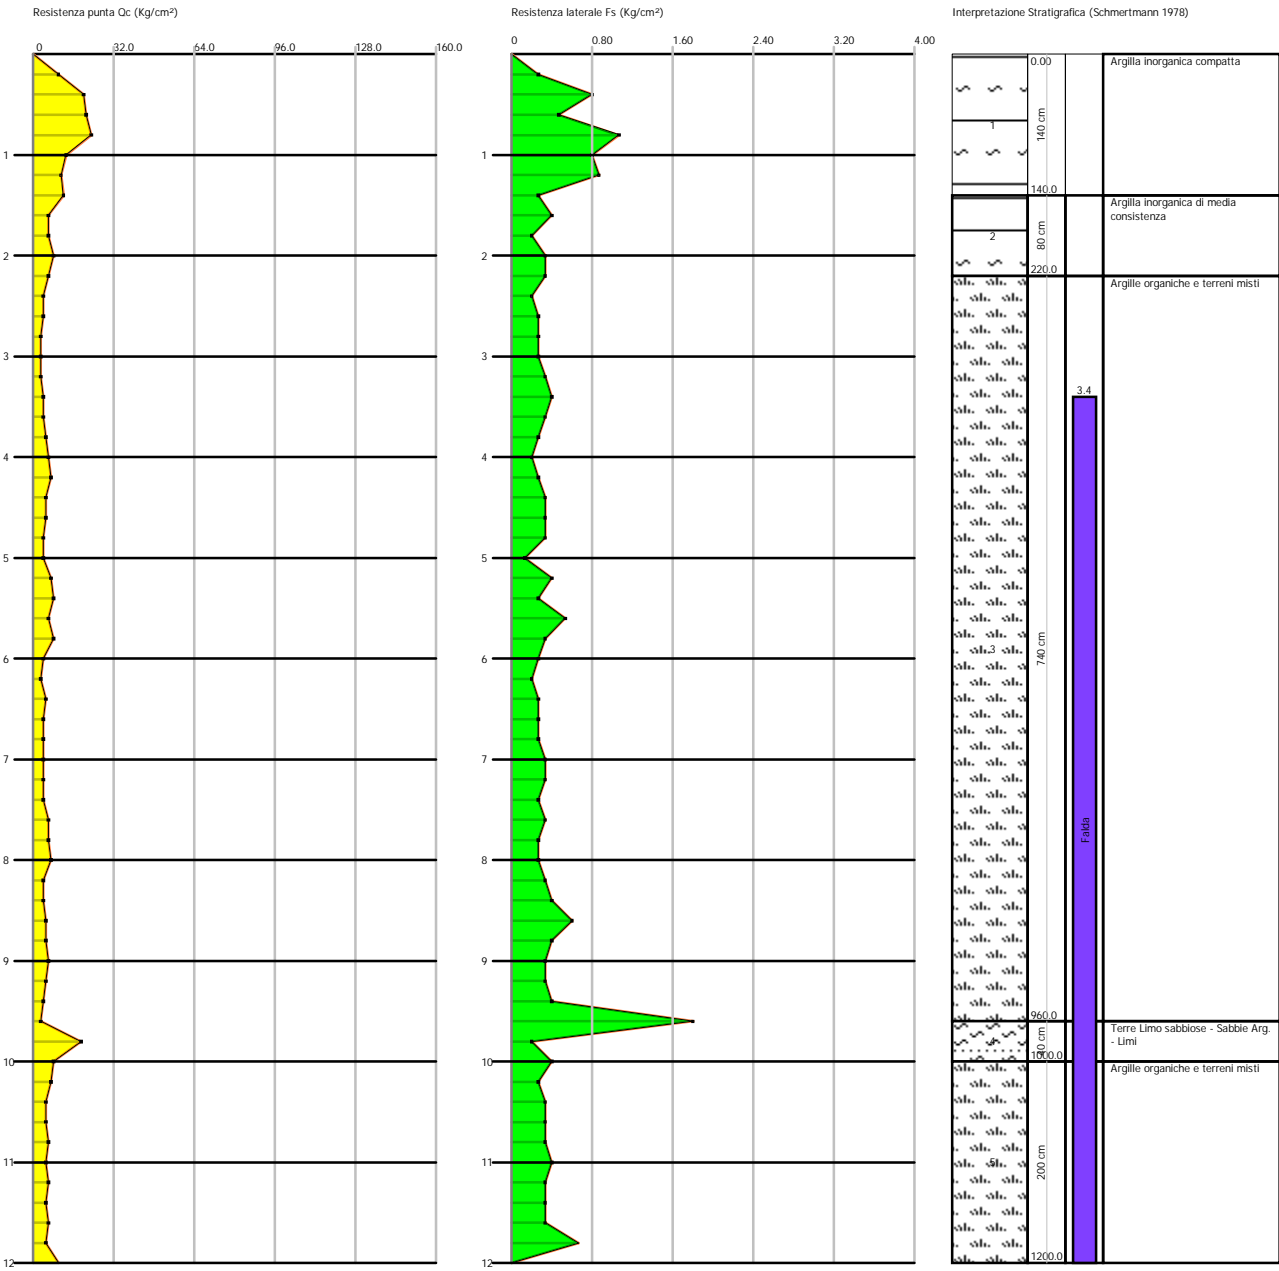 Resistenza punta Qc (Kg/cm²)
Resistenza laterale Fs (Kg/cm²)
Interpretazione Stratigrafica (Schmertmann 1978)
0 32.0 64.0 96.0 128.0 160.0
0 0.80 1.60 2.40 3.20 4.00
0.00
Argilla inorganica compatta
1
140 cm
1
1
140.0
Argilla inorganica di media
consistenza
2
80 cm
2
2
220.0
Argille organiche e terreni misti
3
3
3.4
4
4
5
5
6
6
3
740 cm
7
7
8
8
Falda
9
9
960.0
Terre Limo sabbiose - Sabbie Arg.
- Limi
4
40 cm
10
10
1000.0
Argille organiche e terreni misti
11
11
5
200 cm
12
12
1200.0